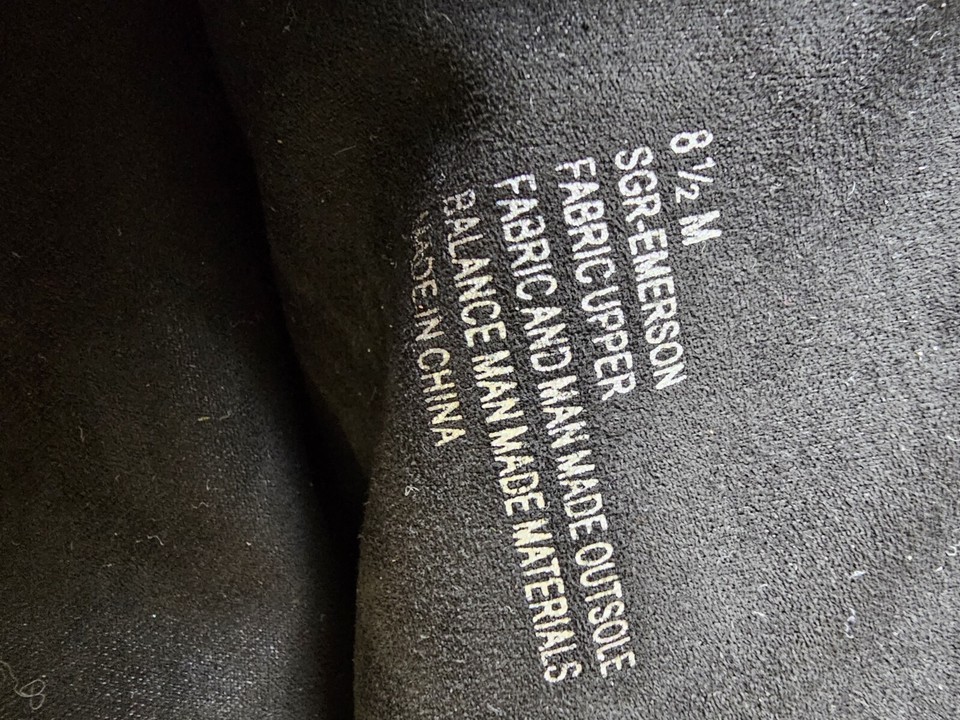 8½ M
SGR-EMERSON
FABRIC UPPER
FABRIC AND MAN MADE OUTSOLE
BALANCE MAN MADE MATERIALS
MADE IN CHINA